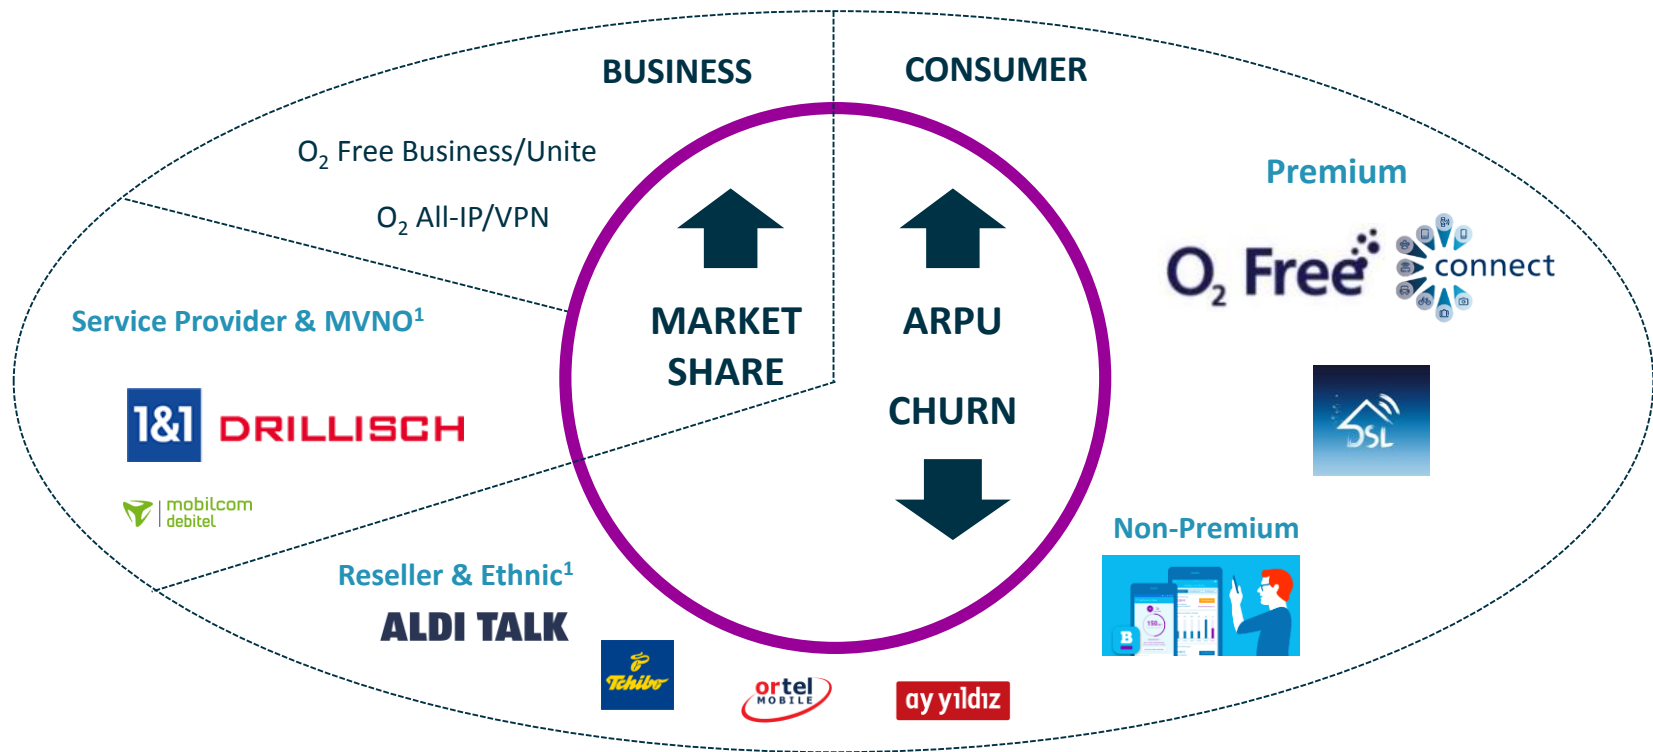 BUSINESS
CONSUMER
O₂ Free Business/Unite
O₂ All-IP/VPN
Premium
O₂ Free
connect
DSL
Service Provider & MVNO¹
1&1 DRILLISCH
mobilcom
debitel
MARKET
SHARE
ARPU
CHURN
Non-Premium
B
Reseller & Ethnic¹
ALDI TALK
Tchibo
ortel
MOBILE
ay yıldız